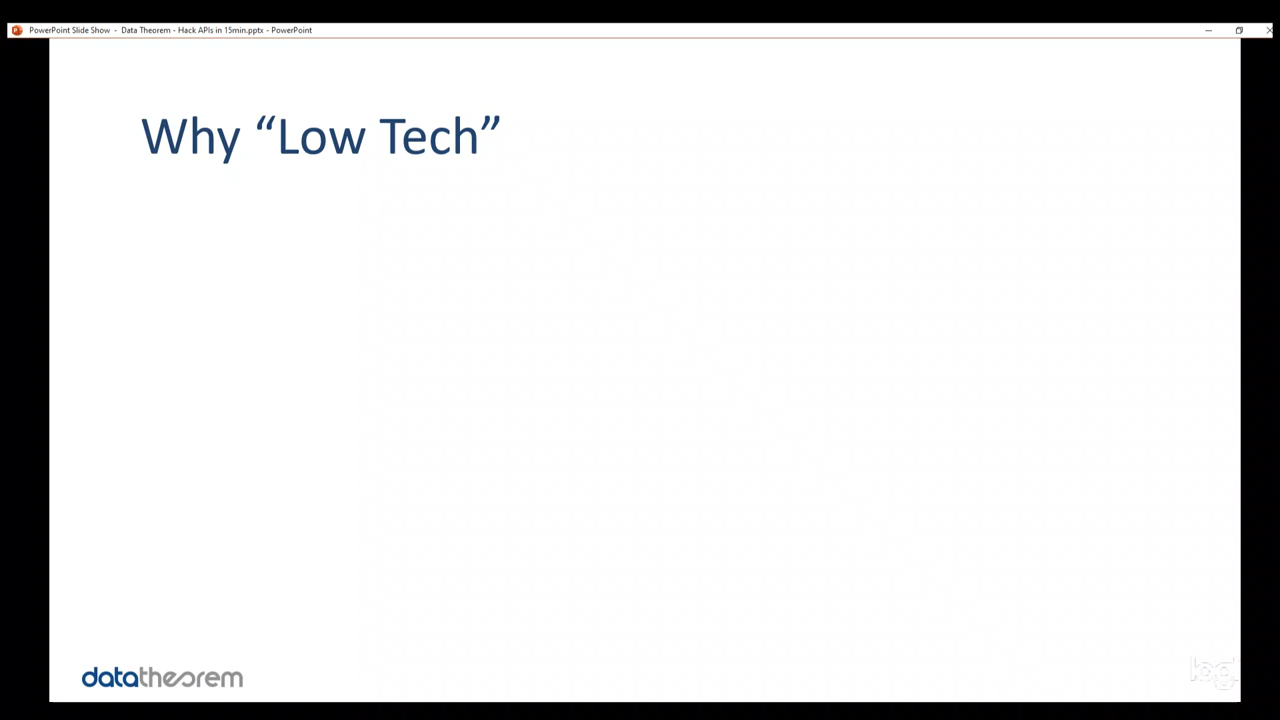 PowerPoint Slide Show - Data Theorem - Hack APIs in 15min.pptx - PowerPoint
Why “Low Tech”
datatheorem